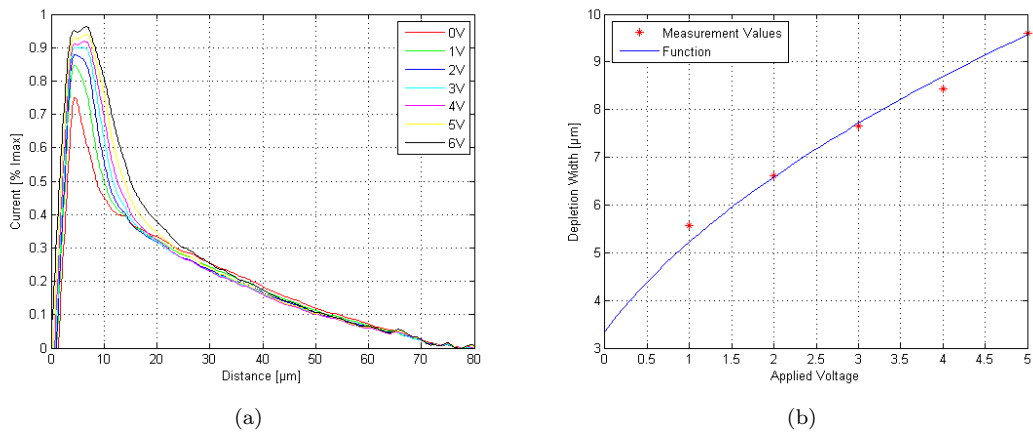 1
0.9
0.8
0.7
0.6
0.5
0.4
0.3
0.2
0.1
0
Current [% Imax]
0V
1V
2V
3V
4V
5V
6V
0 10 20 30 40 50 60 70 80
Distance [μm]
(a)
10
9
8
7
6
5
4
3
Depletion Width [μm]
Measurement Values
Function
0 0.5 1 1.5 2 2.5 3 3.5 4 4.5 5
Applied Voltage
(b)